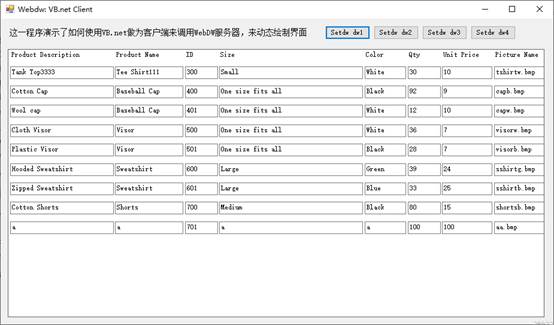 Webdw: VB.net Client
这一程序演示了如何使用VB.net做为客户端来调用WebDW服务器，来动态绘制界面 Setdw dw1 Setdw dw2 Setdw dw3 Setdw dw4
Product Description Product Name ID Size Color Qty Unit Price Picture Name
Tank Top3333 Tee Shirt111 300 Small White 30 10 tshirtw.bmp
Cotton Cap Baseball Cap 400 One size fits all Black 92 9 capb.bmp
Wool cap Baseball Cap 401 One size fits all White 12 10 capw.bmp
Cloth Visor Visor 500 One size fits all White 36 7 visorw.bmp
Plastic Visor Visor 501 One size fits all Black 28 7 visorb.bmp
Hooded Sweatshirt Sweatshirt 600 Large Green 39 24 sshirtg.bmp
Zipped Sweatshirt Sweatshirt 601 Large Blue 33 25 sshirtb.bmp
Cotton Shorts Shorts 700 Medium Black 80 15 shortsb.bmp
a a 701 a a 100 100 aa.bmp